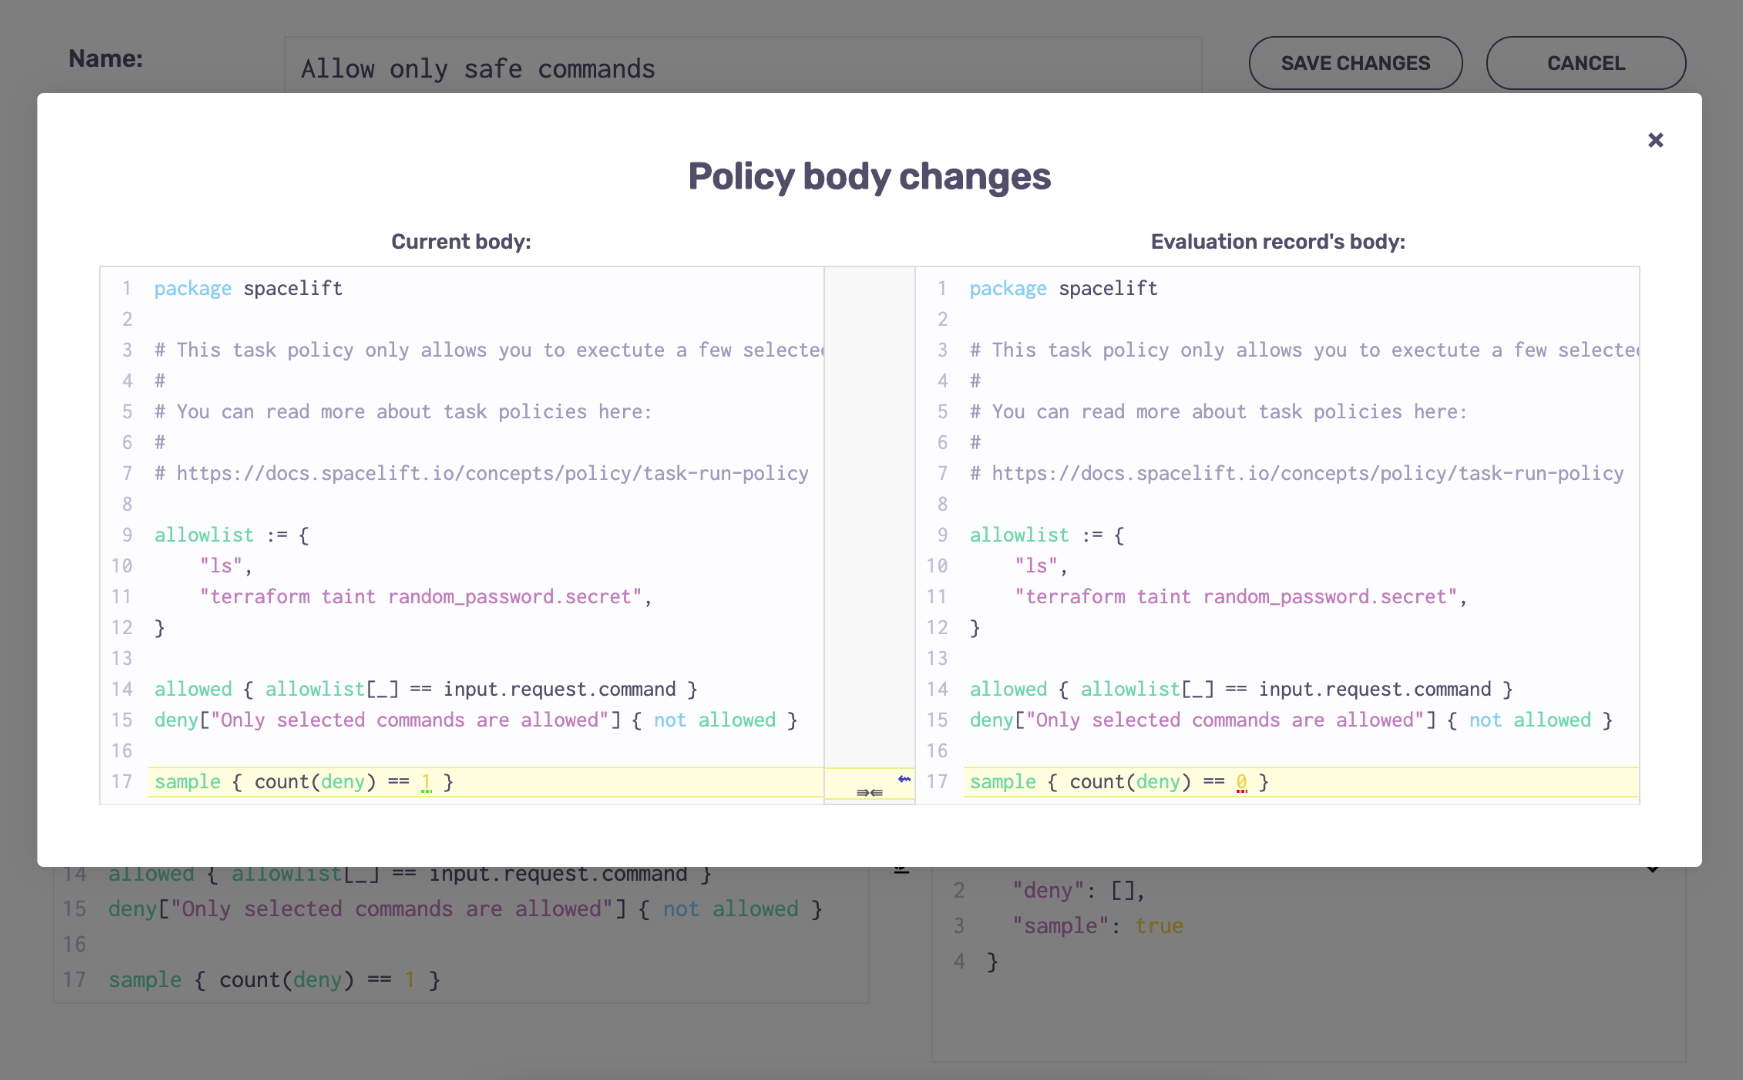 Name:
Allow only safe commands
SAVE CHANGES
CANCEL
Policy body changes
Current body:
1 package spacelift
2
3 # This task policy only allows you to exectute a few selected
4 #
5 # You can read more about task policies here:
6 #
7 # https://docs.spacelift.io/concepts/policy/task-run-policy
8
9 allowlist := {
10 "ls",
11 "terraform taint random_password.secret",
12 }
13
14 allowed { allowlist[_] == input.request.command }
15 deny["Only selected commands are allowed"] { not allowed }
16
17 sample { count(deny) == 1 }
Evaluation record's body:
1 package spacelift
2
3 # This task policy only allows you to exectute a few selected
4 #
5 # You can read more about task policies here:
6 #
7 # https://docs.spacelift.io/concepts/policy/task-run-policy
8
9 allowlist := {
10 "ls",
11 "terraform taint random_password.secret",
12 }
13
14 allowed { allowlist[_] == input.request.command }
15 deny["Only selected commands are allowed"] { not allowed }
16
17 sample { count(deny) == 0 }
14 allowed { allowlist[_] == input.request.command }
15 deny["Only selected commands are allowed"] { not allowed }
16
17 sample { count(deny) == 1 }
2 "deny": [],
3 "sample": true
4 }